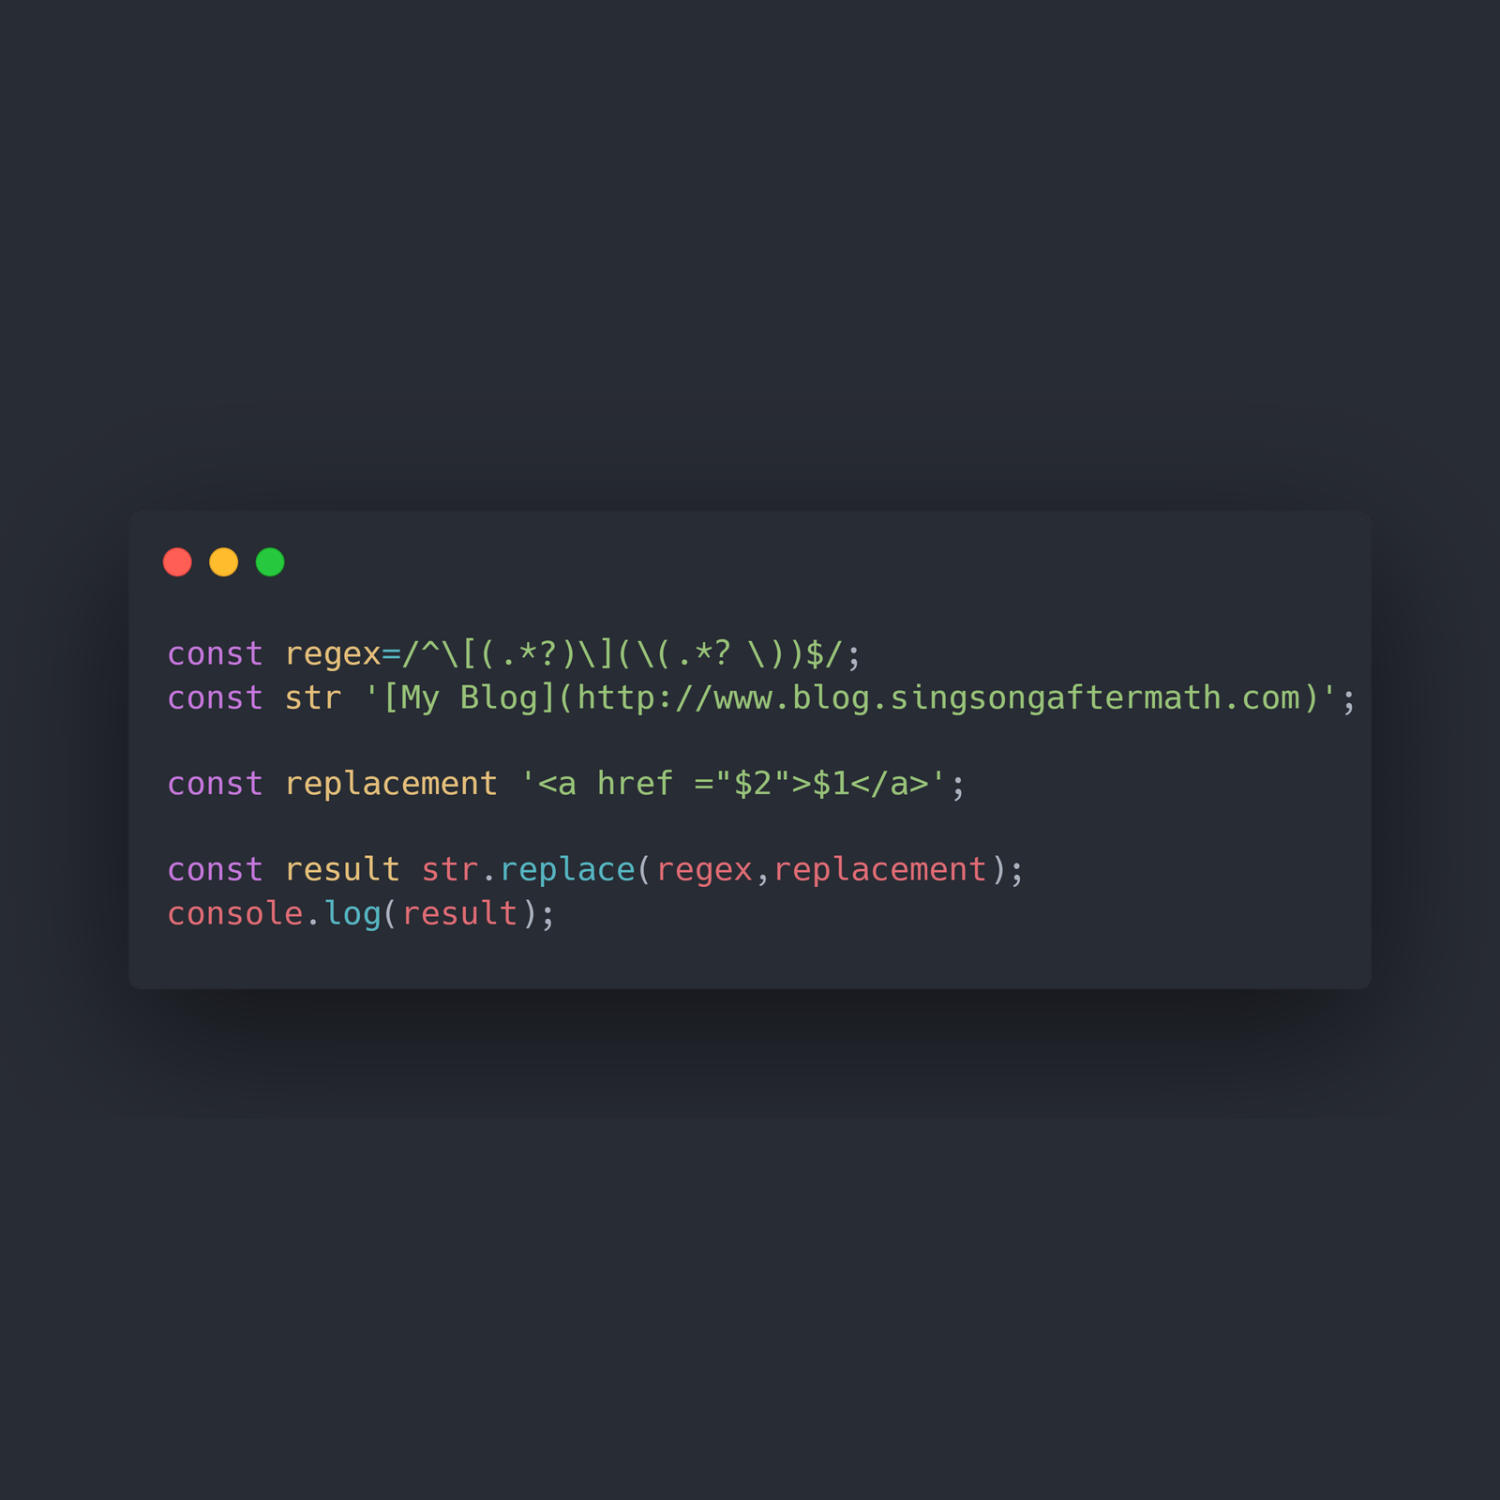 const regex=/^\[(.*?)\](\(.*? \))$/;
const str '[My Blog](http://www.blog.singsongaftermath.com)';
const replacement '<a href ="$2">$1</a>';
const result str.replace(regex,replacement);
console.log(result);